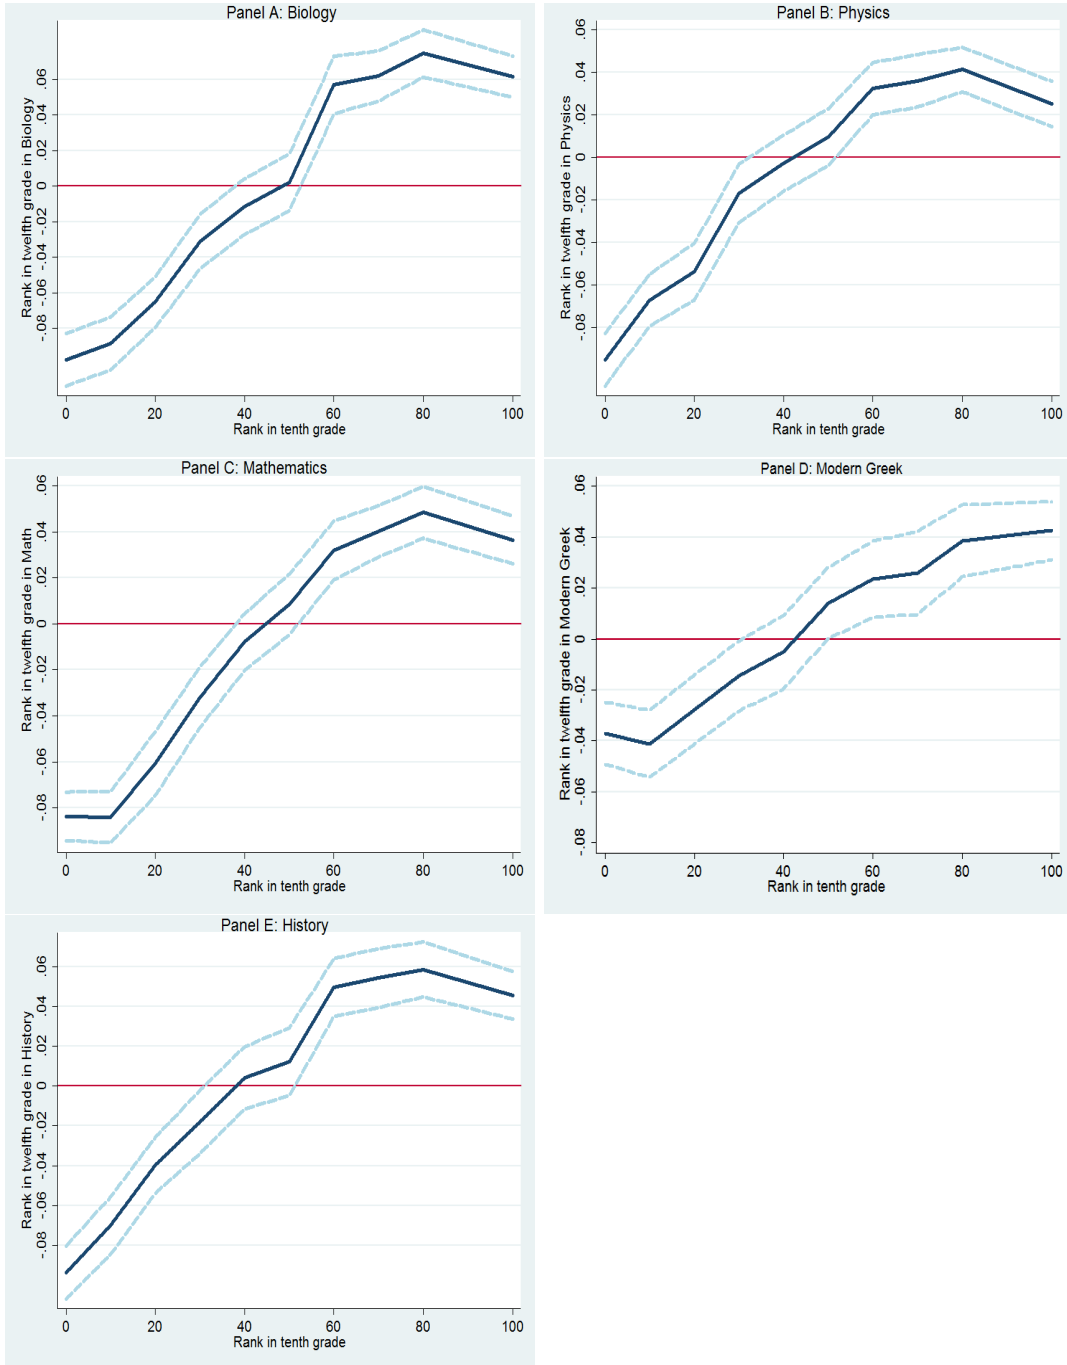 Panel A: Biology
Rank in twelfth grade in Biology
.06
.04
.02
0
-.02
-.04
-.06
-.08
0 20 40 60 80 100
Rank in tenth grade
Panel B: Physics
Rank in twelfth grade in Physics
.06
.04
.02
0
-.02
-.04
-.06
-.08
0 20 40 60 80 100
Rank in tenth grade
Panel C: Mathematics
Rank in twelfth grade in Math
.06
.04
.02
0
-.02
-.04
-.06
-.08
0 20 40 60 80 100
Rank in tenth grade
Panel D: Modern Greek
Rank in twelfth grade in Modern Greek
.06
.04
.02
0
-.02
-.04
-.06
-.08
0 20 40 60 80 100
Rank in tenth grade
Panel E: History
Rank in twelfth grade in History
.06
.04
.02
0
-.02
-.04
-.06
-.08
0 20 40 60 80 100
Rank in tenth grade